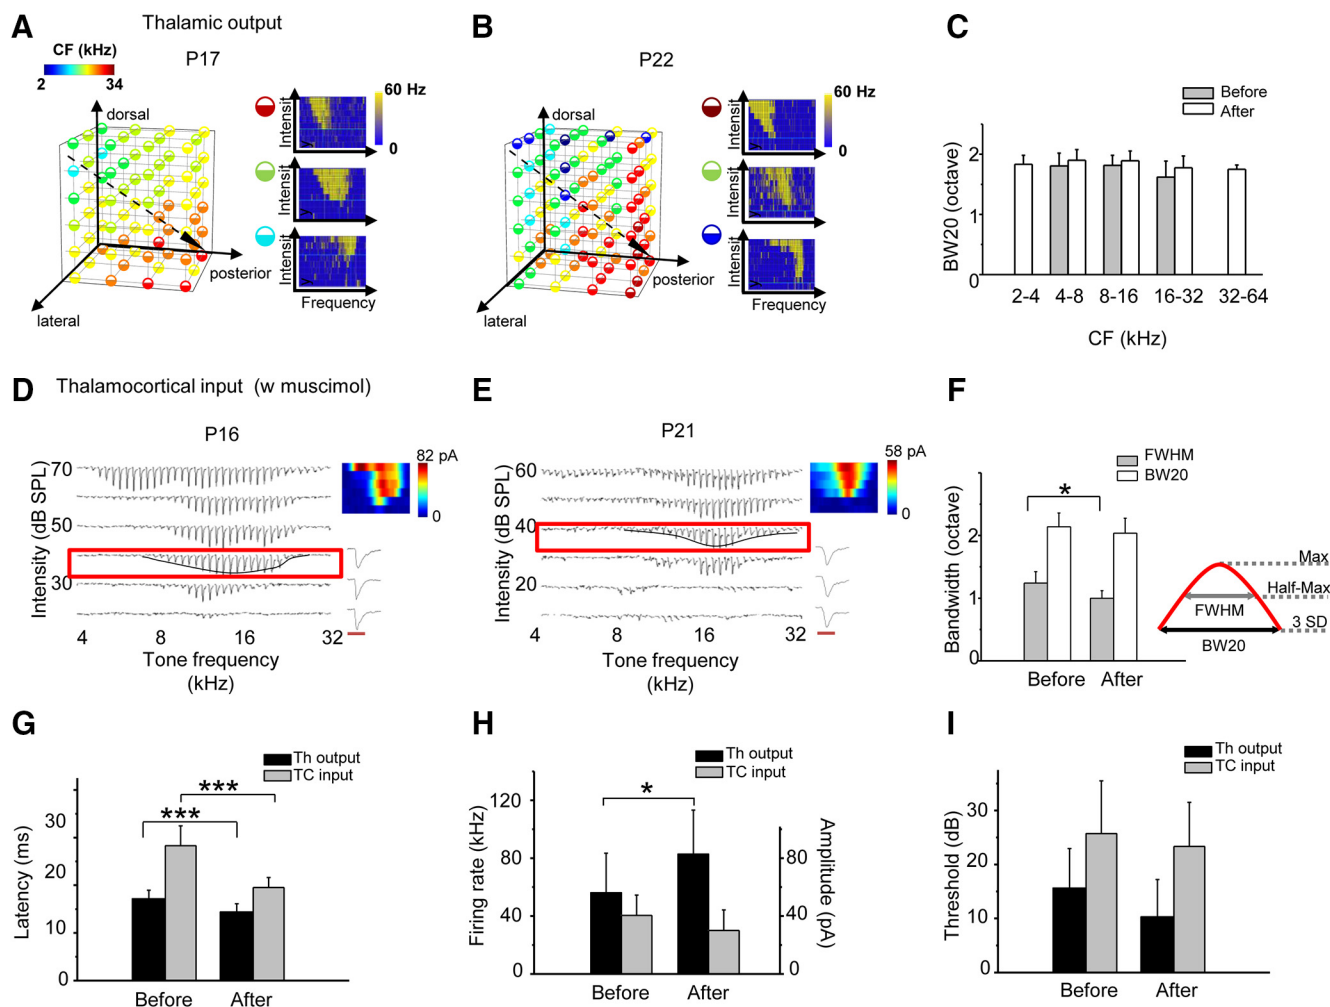 A
Thalamic output
P17
CF (kHz)
2 34
dorsal
posterior
lateral
60 Hz
0
Intensit
Intensit
Intensit
Frequency
B
P22
dorsal
posterior
lateral
60 Hz
0
Intensit
Intensit
Intensit
Frequency
C
Before
After
BW20 (octave)
2
1
0
2-4 4-8 8-16 16-32 32-64
CF (kHz)
D
Thalamocortical input (w muscimol)
P16
82 pA
0
Intensity (dB SPL)
70
50
30
4 8 16 32
Tone frequency
(kHz)
E
P21
58 pA
0
Intensity (dB SPL)
60
40
20
4 8 16 32
Tone frequency
(kHz)
F
FWHM
BW20
Bandwidth (octave)
*
2
1
0
Before After
Max
Half-Max
FWHM
3 SD
BW20
G
Th output
TC input
Latency (ms)
***
***
30
20
10
0
Before After
H
Th output
TC input
Firing rate (kHz)
*
120
80
40
0
Amplitude (pA)
80
40
0
Before After
I
Th output
TC input
Threshold (dB)
30
20
10
0
Before After